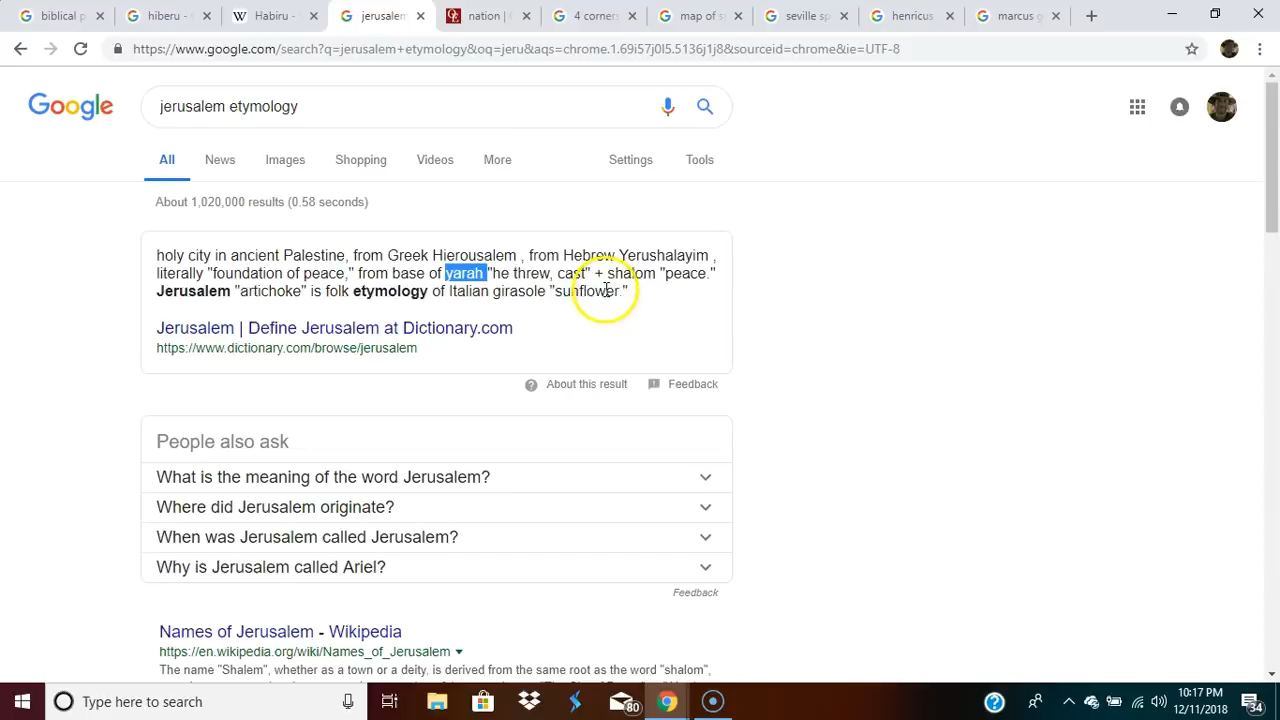 biblical p
hiberu
Habiru -
jerusalem
nation | 
4 corner
map of s
seville sp
henricus
marcus g
https://www.google.com/search?q=jerusalem+etymology&oq=jeru&aqs=chrome.1.69i57j0l5.5136j1j8&sourceid=chrome&ie=UTF-8
Google
jerusalem etymology
All News Images Shopping Videos More Settings Tools
About 1,020,000 results (0.58 seconds)
holy city in ancient Palestine, from Greek Hierousalem , from Hebrew Yerushalayim ,
literally "foundation of peace," from base of yarah "he threw, cast" + shalom "peace."
Jerusalem "artichoke" is folk etymology of Italian girasole "sunflower."
Jerusalem | Define Jerusalem at Dictionary.com
https://www.dictionary.com/browse/jerusalem
About this result Feedback
People also ask
What is the meaning of the word Jerusalem?
Where did Jerusalem originate?
When was Jerusalem called Jerusalem?
Why is Jerusalem called Ariel?
Feedback
Names of Jerusalem - Wikipedia
https://en.wikipedia.org/wiki/Names_of_Jerusalem
The name "Shalem", whether as a town or a deity, is derived from the same root as the word "shalom",
Type here to search
80
10:17 PM
12/11/2018
34